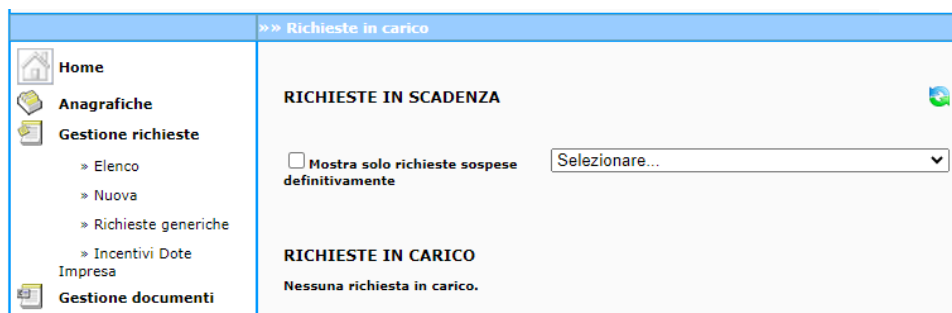 »» Richieste in carico
Home
Anagrafiche
Gestione richieste
» Elenco
» Nuova
» Richieste generiche
» Incentivi Dote
Impresa
Gestione documenti
RICHIESTE IN SCADENZA
Mostra solo richieste sospese
definitivamente
Selezionare...
RICHIESTE IN CARICO
Nessuna richiesta in carico.